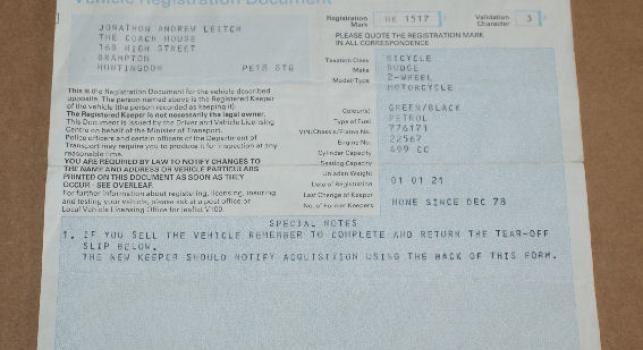 Vehicle Registration Document
JONATHON ANDREW LEITCH
THE COACH HOUSE
168 HIGH STREET
BRAMPTON
HUNTINGDON PE18 8TG
Registration Mark 1517
Validation Character 3
PLEASE QUOTE THE REGISTRATION MARK
IN ALL CORRESPONDENCE
Taxation Class BICYCLE
Make RUDGE
Model/Type 2-WHEEL
MOTORCYCLE
This is the Registration Document for the vehicle described
opposite. The person named above is the Registered Keeper
of the vehicle (the person recorded as keeping it).
The Registered Keeper is not necessarily the legal owner.
This Document is issued by the Driver and Vehicle Licensing
Centre on behalf of the Minister of Transport.
Police officers and certain officers of the Department of
Transport may require you to produce it for inspection at any
reasonable time.
YOU ARE REQUIRED BY LAW TO NOTIFY CHANGES TO
THE NAME AND ADDRESS OR VEHICLE PARTICULARS
PRINTED ON THIS DOCUMENT AS SOON AS THEY
OCCUR - SEE OVERLEAF.
For further information about registering, licensing, insuring
and testing your vehicle, please ask at a post office or
Local Vehicle Licensing Office for leaflet V100.
Colour(s) GREEN/BLACK
Type of Fuel PETROL
VIN/Chassis/Frame No. 776171
Engine No. 22567
Cylinder Capacity 499 CC
Seating Capacity
Unladen Weight
Date of Registration 01 01 21
Last Change of Keeper
No. of Former Keepers NONE SINCE DEC 78
SPECIAL NOTES
1. IF YOU SELL THE VEHICLE REMEMBER TO COMPLETE AND RETURN THE TEAR-OFF
SLIP BELOW.
THE NEW KEEPER SHOULD NOTIFY ACQUISITION USING THE BACK OF THIS FORM.